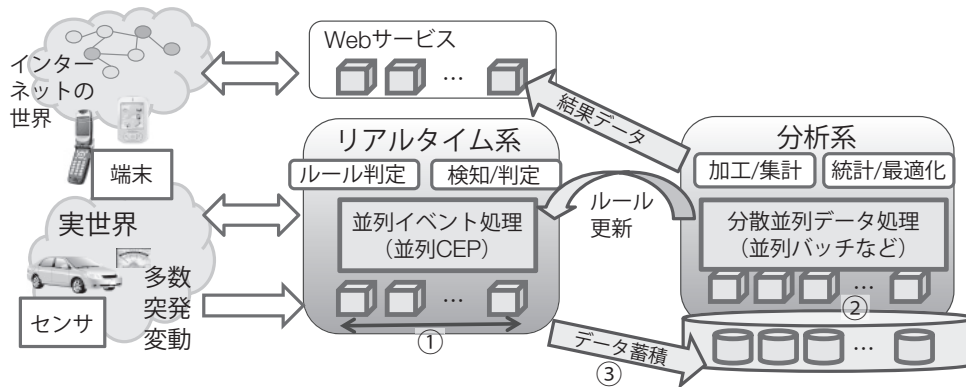 インター
ネットの
世界
端末
実世界
センサ
多数
突発
変動
Webサービス
…
リアルタイム系
ルール判定
検知/判定
並列イベント処理
（並列CEP）
…
①
結果データ
ルール
更新
データ蓄積
③
分析系
加工/集計
統計/最適化
分散並列データ処理
（並列バッチなど）
…
②
…